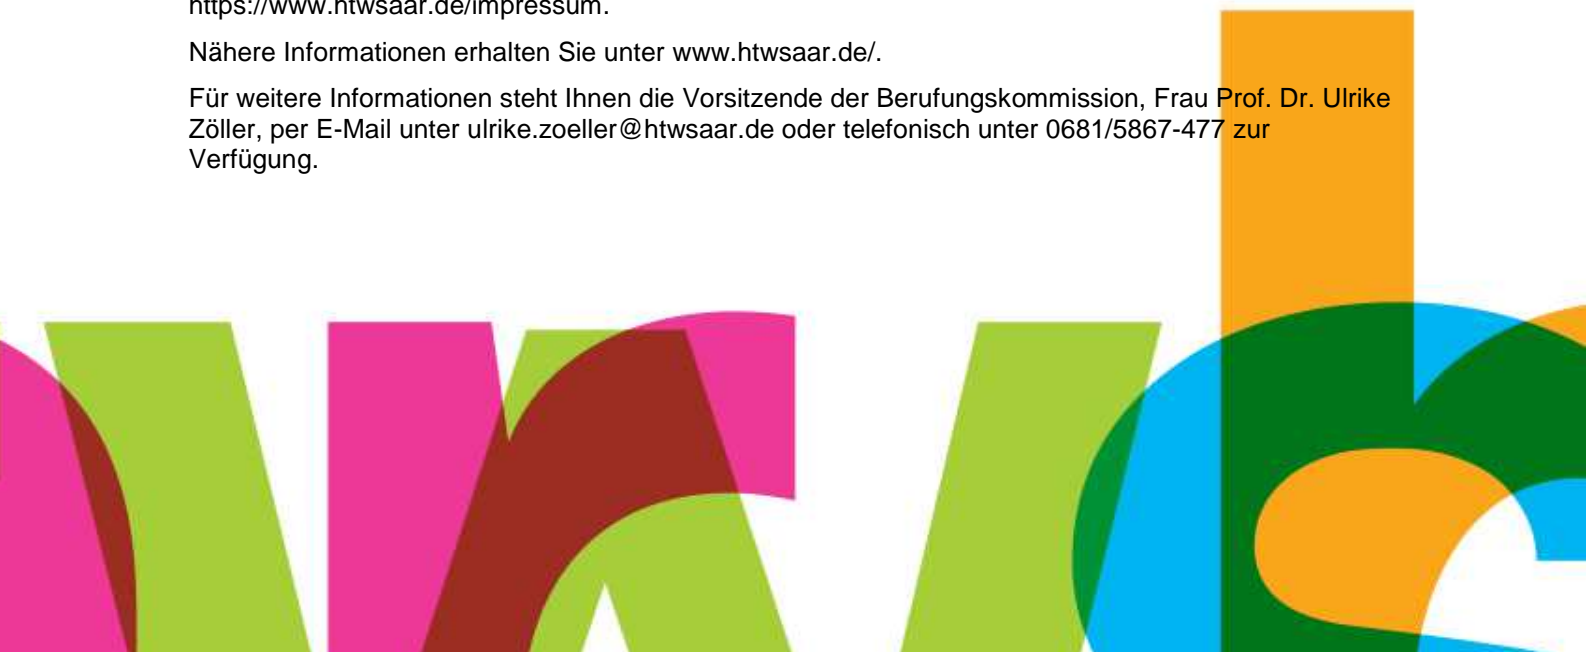 https://www.htwsaar.de/impressum.
Nähere Informationen erhalten Sie unter www.htwsaar.de/.
Für weitere Informationen steht Ihnen die Vorsitzende der Berufungskommission, Frau Prof. Dr. Ulrike
Zöller, per E-Mail unter ulrike.zoeller@htwsaar.de oder telefonisch unter 0681/5867-477 zur
Verfügung.